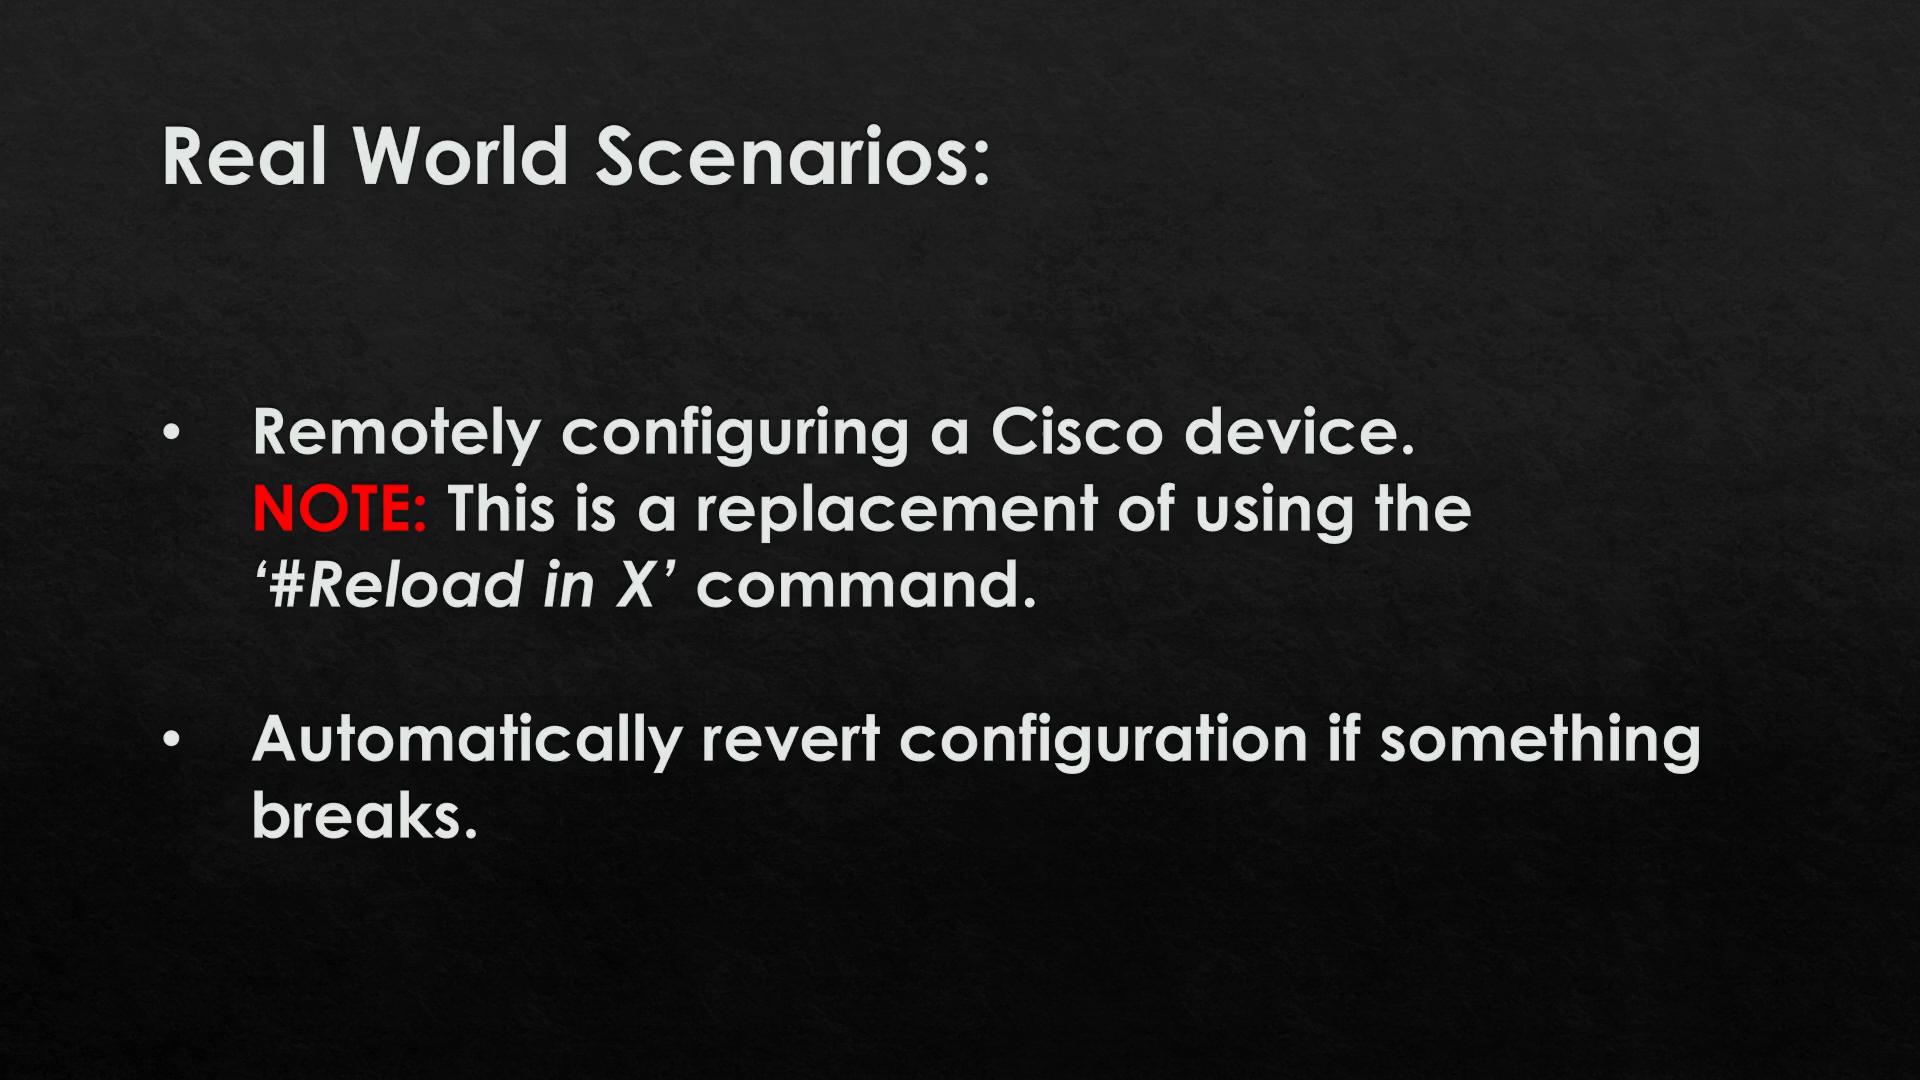 Real World Scenarios:
• Remotely configuring a Cisco device.
NOTE: This is a replacement of using the
‘#Reload in X’ command.
• Automatically revert configuration if something
breaks.